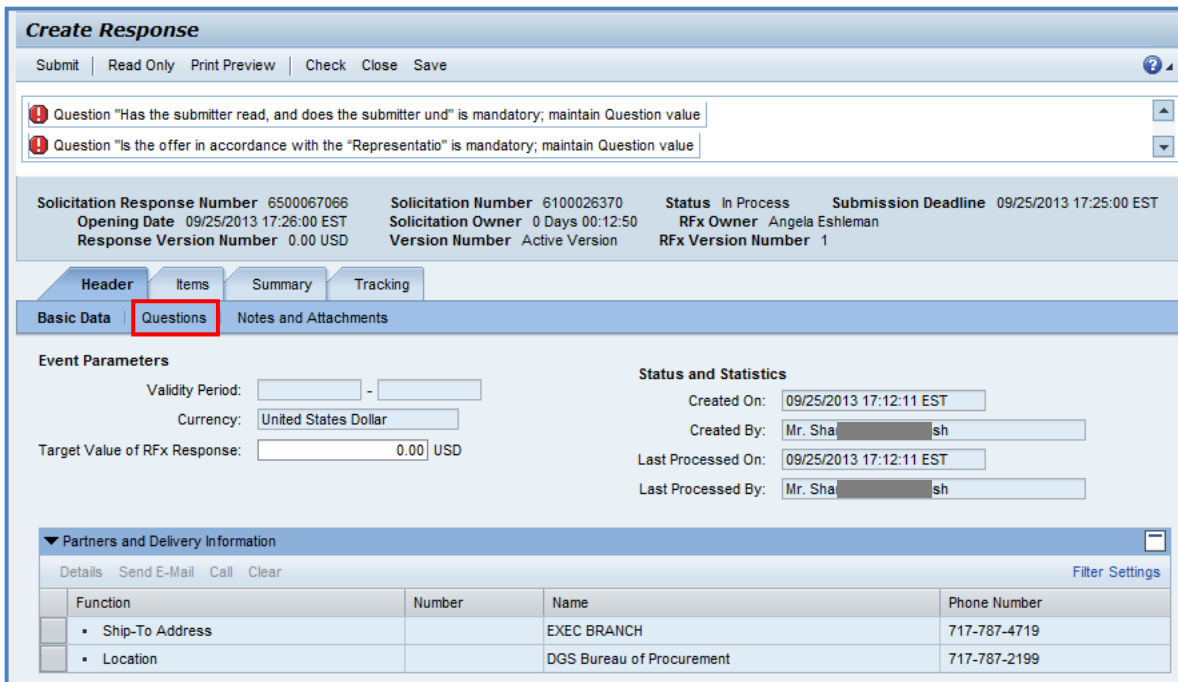 Create Response
Submit | Read Only Print Preview | Check Close Save
Question "Has the submitter read, and does the submitter und" is mandatory; maintain Question value
Question "Is the offer in accordance with the “Representatio" is mandatory; maintain Question value
Solicitation Response Number 6500067066 Solicitation Number 6100026370 Status In Process Submission Deadline 09/25/2013 17:25:00 EST
Opening Date 09/25/2013 17:26:00 EST Solicitation Owner 0 Days 00:12:50 RFx Owner Angela Eshleman
Response Version Number 0.00 USD Version Number Active Version RFx Version Number 1
Header Items Summary Tracking
Basic Data | Questions | Notes and Attachments
Event Parameters
Validity Period: -
Currency: United States Dollar
Target Value of RFx Response: 0.00 USD
Status and Statistics
Created On: 09/25/2013 17:12:11 EST
Created By: Mr. Sha sh
Last Processed On: 09/25/2013 17:12:11 EST
Last Processed By: Mr. Sha sh
Partners and Delivery Information
Details Send E-Mail Call Clear Filter Settings
Function Number Name Phone Number
▪ Ship-To Address EXEC BRANCH 717-787-4719
▪ Location DGS Bureau of Procurement 717-787-2199